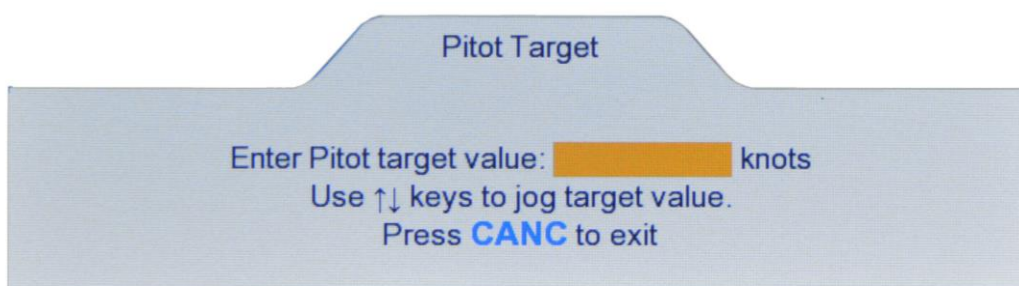 Pitot Target
Enter Pitot target value: knots
Use ↑↓ keys to jog target value.
Press CANC to exit